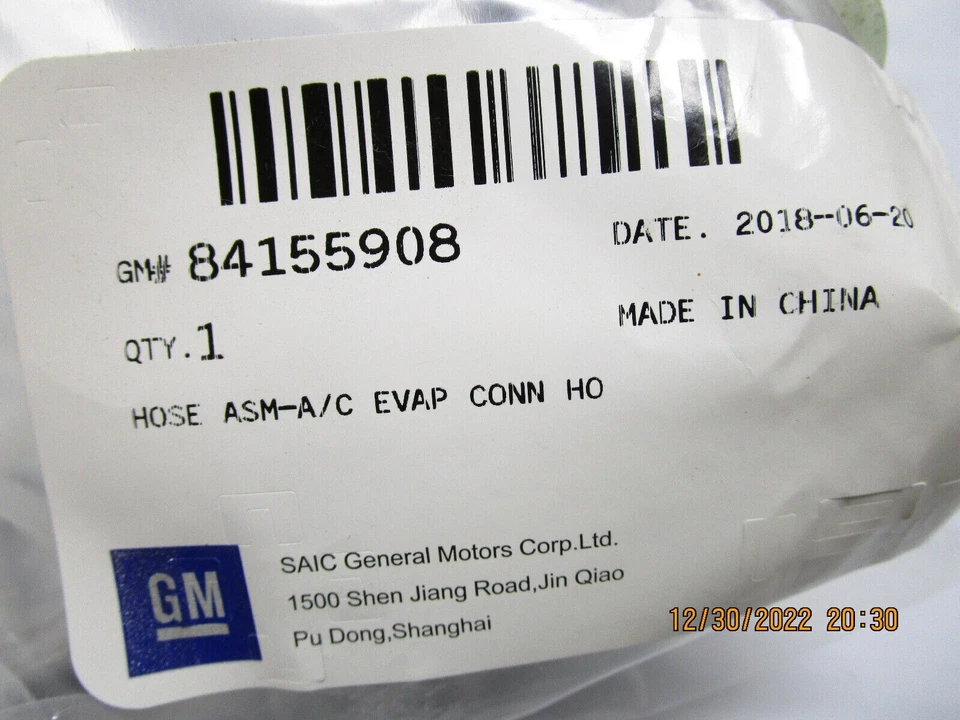 GM# 84155908
DATE. 2018-06-20
QTY.1
MADE IN CHINA
HOSE ASM-A/C EVAP CONN HO
GM
SAIC General Motors Corp.Ltd.
1500 Shen Jiang Road,Jin Qiao
Pu Dong,Shanghai
12/30/2022 20:30